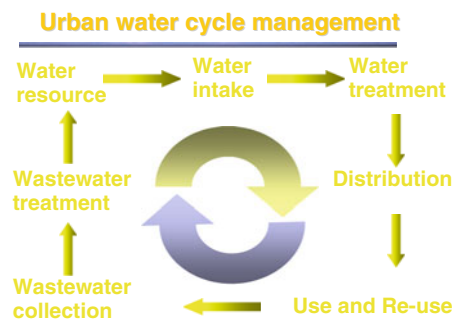 Urban water cycle management
Water
resource
Water
intake
Water
treatment
Distribution
Use and Re-use
Wastewater
collection
Wastewater
treatment